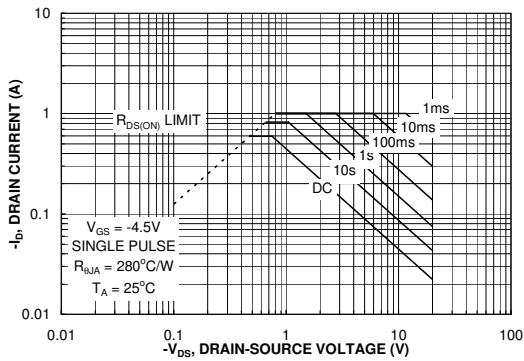 10
1
0.1
0.01
-I_D, DRAIN CURRENT (A)
R_DS(ON) LIMIT
1ms
10ms
100ms
1s
10s
DC
V_GS = -4.5V
SINGLE PULSE
R_θJA = 280°C/W
T_A = 25°C
0.01 0.1 1 10 100
-V_DS, DRAIN-SOURCE VOLTAGE (V)